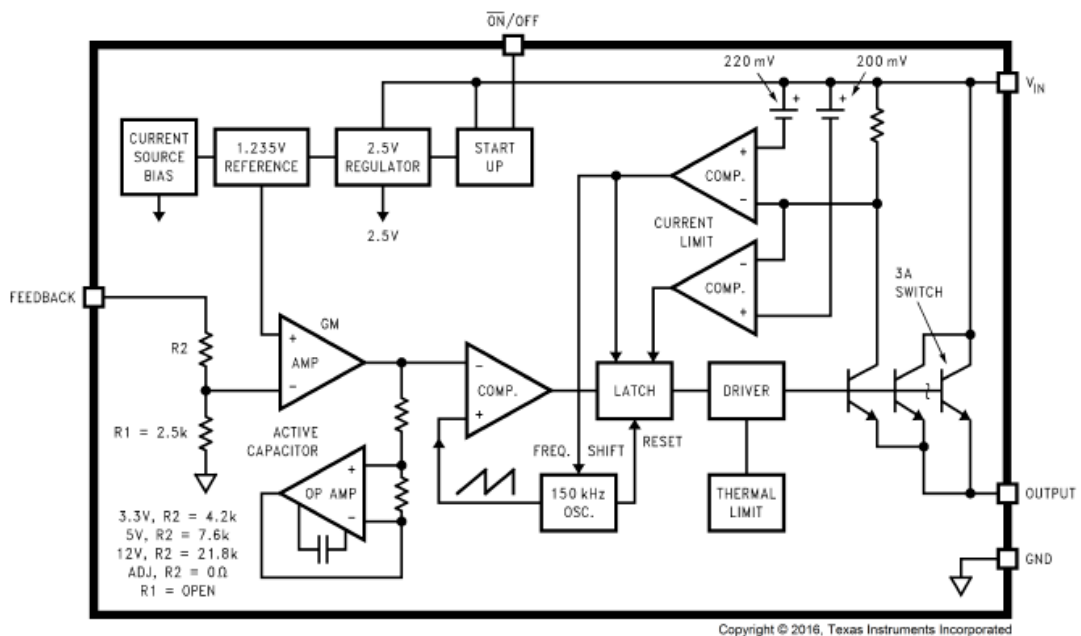 ON/OFF
220 mV
200 mV
VIN
CURRENT
SOURCE
BIAS
1.235V
REFERENCE
2.5V
REGULATOR
START
UP
2.5V
+
+
+
COMP.
−
CURRENT
LIMIT
−
COMP.
+
3A
SWITCH
FEEDBACK
R2
GM
+
AMP
−
−
COMP.
+
LATCH
DRIVER
R1 = 2.5k
ACTIVE
CAPACITOR
FREQ. SHIFT
RESET
+
OP AMP
−
150 kHz
OSC.
THERMAL
LIMIT
OUTPUT
3.3V, R2 = 4.2k
5V, R2 = 7.6k
12V, R2 = 21.8k
ADJ, R2 = 0Ω
R1 = OPEN
GND
Copyright © 2016, Texas Instruments Incorporated